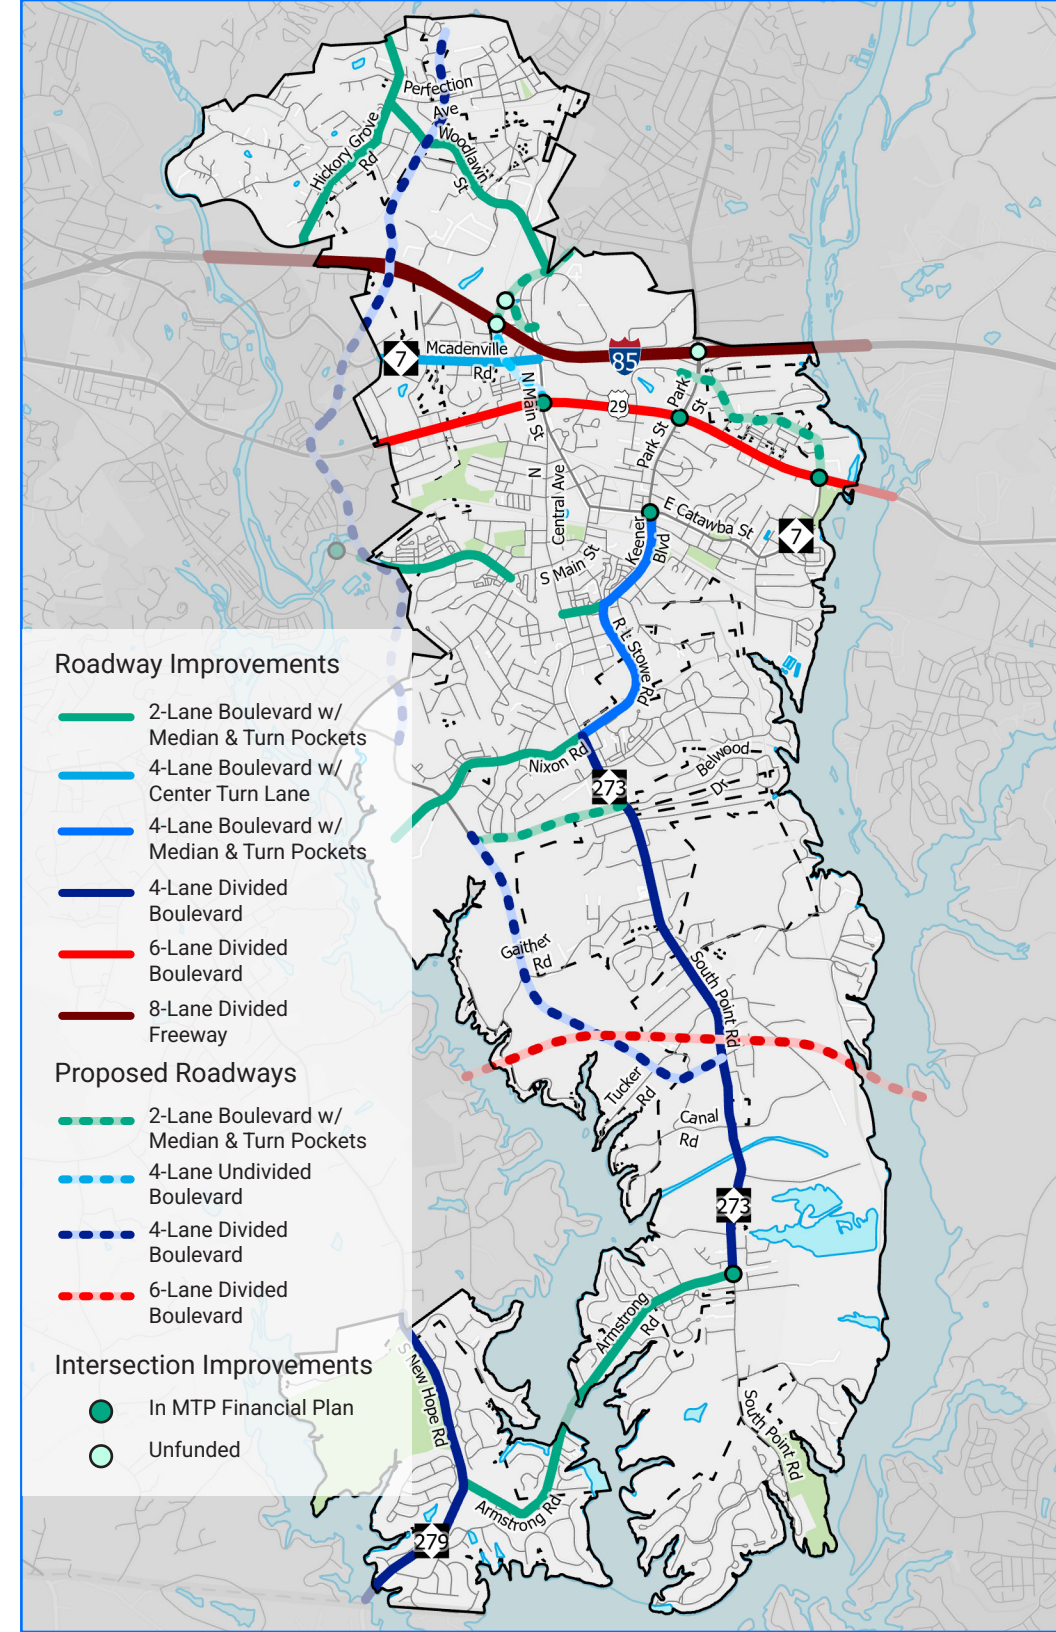 Perfection
Ave
Hickory Grove
Rd
Woodlawn
St
7
Mcadenville
Rd
85
29
N Main St
Park
St
Park St
N
Central Ave
Keener
Blvd
E Catawba St
7
S Main St
R L Stowe Rd
Nixon Rd
273
Belwood
Dr
Gaither
Rd
South Point Rd
Tucker
Rd
Canal
Rd
273
Armstrong
Rd
S New Hope Rd
South Point Rd
Armstrong Rd
279
Roadway Improvements
2-Lane Boulevard w/
Median & Turn Pockets
4-Lane Boulevard w/
Center Turn Lane
4-Lane Boulevard w/
Median & Turn Pockets
4-Lane Divided
Boulevard
6-Lane Divided
Boulevard
8-Lane Divided
Freeway
Proposed Roadways
2-Lane Boulevard w/
Median & Turn Pockets
4-Lane Undivided
Boulevard
4-Lane Divided
Boulevard
6-Lane Divided
Boulevard
Intersection Improvements
In MTP Financial Plan
Unfunded